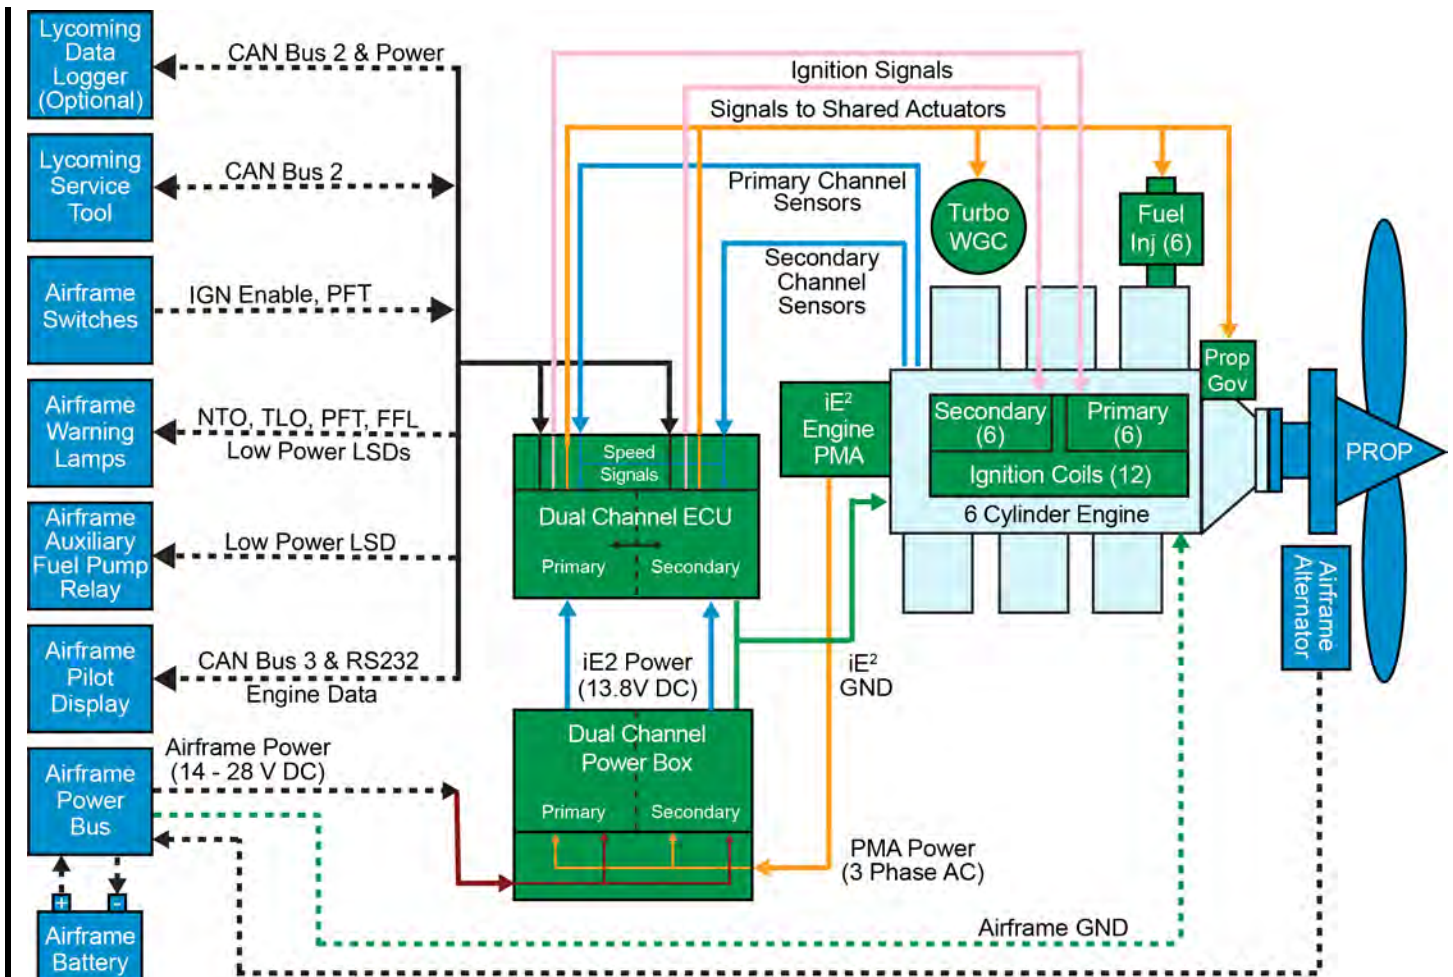 Lycoming
Data
Logger
(Optional)
CAN Bus 2 & Power
Lycoming
Service
Tool
CAN Bus 2
Airframe
Switches
IGN Enable, PFT
Airframe
Warning
Lamps
NTO, TLO, PFT, FFL
Low Power LSDs
Airframe
Auxiliary
Fuel Pump
Relay
Low Power LSD
Airframe
Pilot
Display
CAN Bus 3 & RS232
Engine Data
Airframe
Power
Bus
Airframe Power
(14 - 28 V DC)
+
-
Airframe
Battery
Ignition Signals
Signals to Shared Actuators
Primary Channel
Sensors
Secondary
Channel
Sensors
Turbo
WGC
Fuel
Inj (6)
Prop
Gov
iE²
Engine
PMA
Secondary
(6)
Primary
(6)
Ignition Coils (12)
6 Cylinder Engine
PROP
Airframe
Alternator
Speed
Signals
Dual Channel ECU
Primary
Secondary
iE2 Power
(13.8V DC)
iE²
GND
Dual Channel
Power Box
Primary
Secondary
PMA Power
(3 Phase AC)
Airframe GND